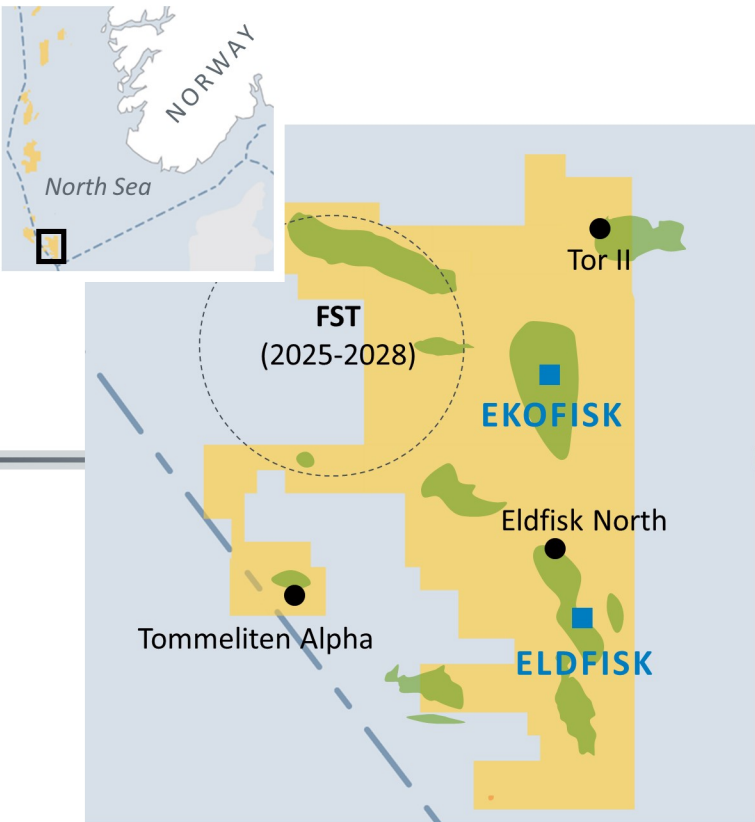 NORWAY
North Sea
Tor II
FST
(2025-2028)
EKOFISK
Eldfisk North
Tommeliten Alpha
ELDFISK